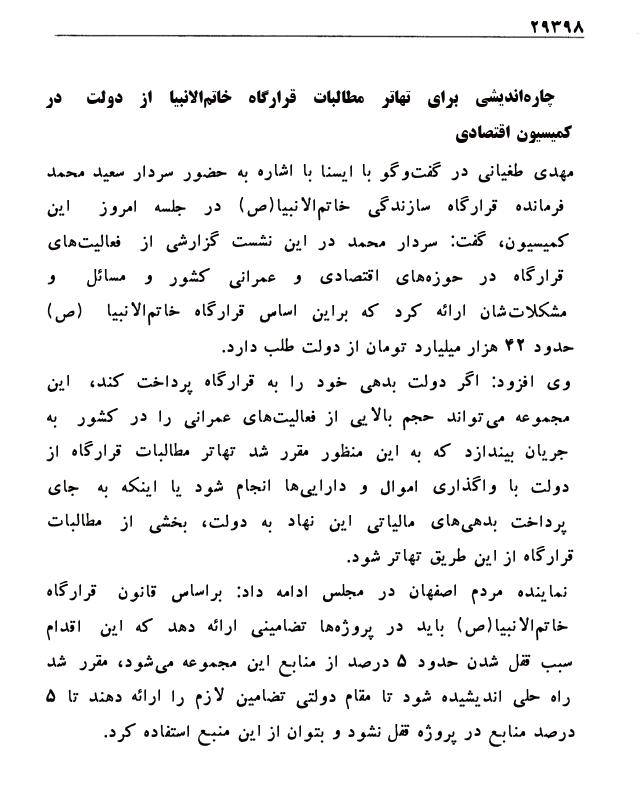 ۲۹۳۹۸
چاره‌اندیشی برای تهاتر مطالبات قرارگاه خاتم‌الانبیا از دولت در
کمیسیون اقتصادی
مهدی طغیانی در گفت‌وگو با ایسنا با اشاره به حضور سردار سعید محمد
فرمانده قرارگاه سازندگی خاتم‌الانبیا(ص) در جلسه امروز این
کمیسیون، گفت: سردار محمد در این نشست گزارشی از فعالیت‌های
قرارگاه در حوزه‌های اقتصادی و عمرانی کشور و مسائل و
مشکلات‌شان ارائه کرد که براین اساس قرارگاه خاتم‌الانبیا (ص)
حدود ۴۲ هزار میلیارد تومان از دولت طلب دارد.
وی افزود: اگر دولت بدهی خود را به قرارگاه پرداخت کند، این
مجموعه می‌تواند حجم بالایی از فعالیت‌های عمرانی را در کشور به
جریان بیندازد که به این منظور مقرر شد تهاتر مطالبات قرارگاه از
دولت با واگذاری اموال و دارایی‌ها انجام شود یا اینکه به جای
پرداخت بدهی‌های مالیاتی این نهاد به دولت، بخشی از مطالبات
قرارگاه از این طریق تهاتر شود.
نماینده مردم اصفهان در مجلس ادامه داد: براساس قانون قرارگاه
خاتم‌الانبیا(ص) باید در پروژه‌ها تضامینی ارائه دهد که این اقدام
سبب قفل شدن حدود ۵ درصد از منابع این مجموعه می‌شود، مقرر شد
راه حلی اندیشیده شود تا مقام دولتی تضامین لازم را ارائه دهند تا ۵
درصد منابع در پروژه قفل نشود و بتوان از این منبع استفاده کرد.